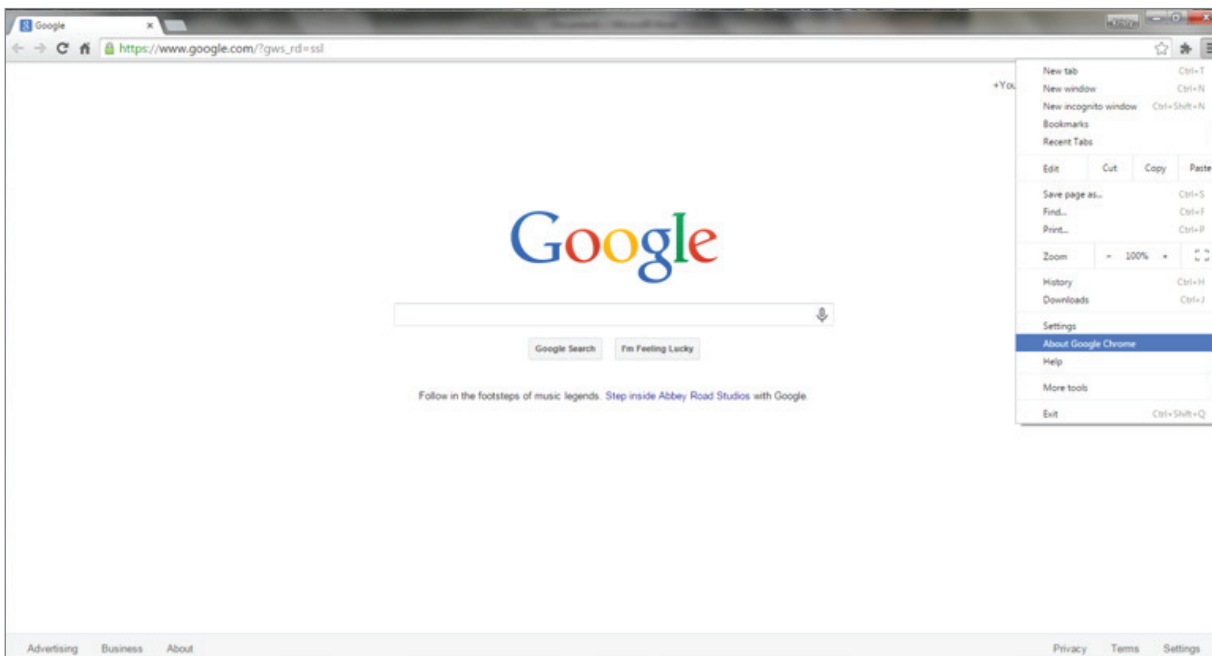 Google
https://www.google.com/?gws_rd=ssl
+You
New tab Ctrl+T
New window Ctrl+N
New incognito window Ctrl+Shift+N
Bookmarks
Recent Tabs
Edit Cut Copy Paste
Save page as... Ctrl+S
Find... Ctrl+F
Print... Ctrl+P
Zoom - 100% +
History Ctrl+H
Downloads Ctrl+J
Settings
About Google Chrome
Help
More tools
Exit Ctrl+Shift+Q
Google
Google Search I'm Feeling Lucky
Follow in the footsteps of music legends. Step inside Abbey Road Studios with Google.
Advertising Business About Privacy Terms Settings